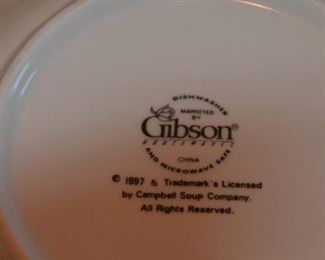 DISHWASHER
MARKETED
BY
Gibson®
HOUSEWARES
CHINA
AND MICROWAVE SAFE
© 1997 & Trademark's Licensed
by Campbell Soup Company.
All Rights Reserved.